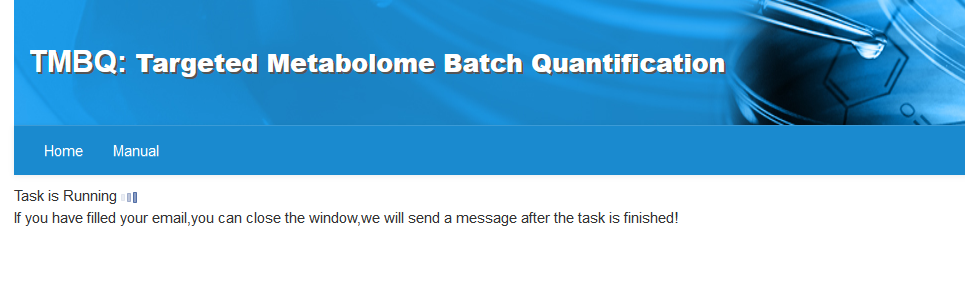 TMBQ: Targeted Metabolome Batch Quantification
Home Manual
Task is Running
If you have filled your email,you can close the window,we will send a message after the task is finished!